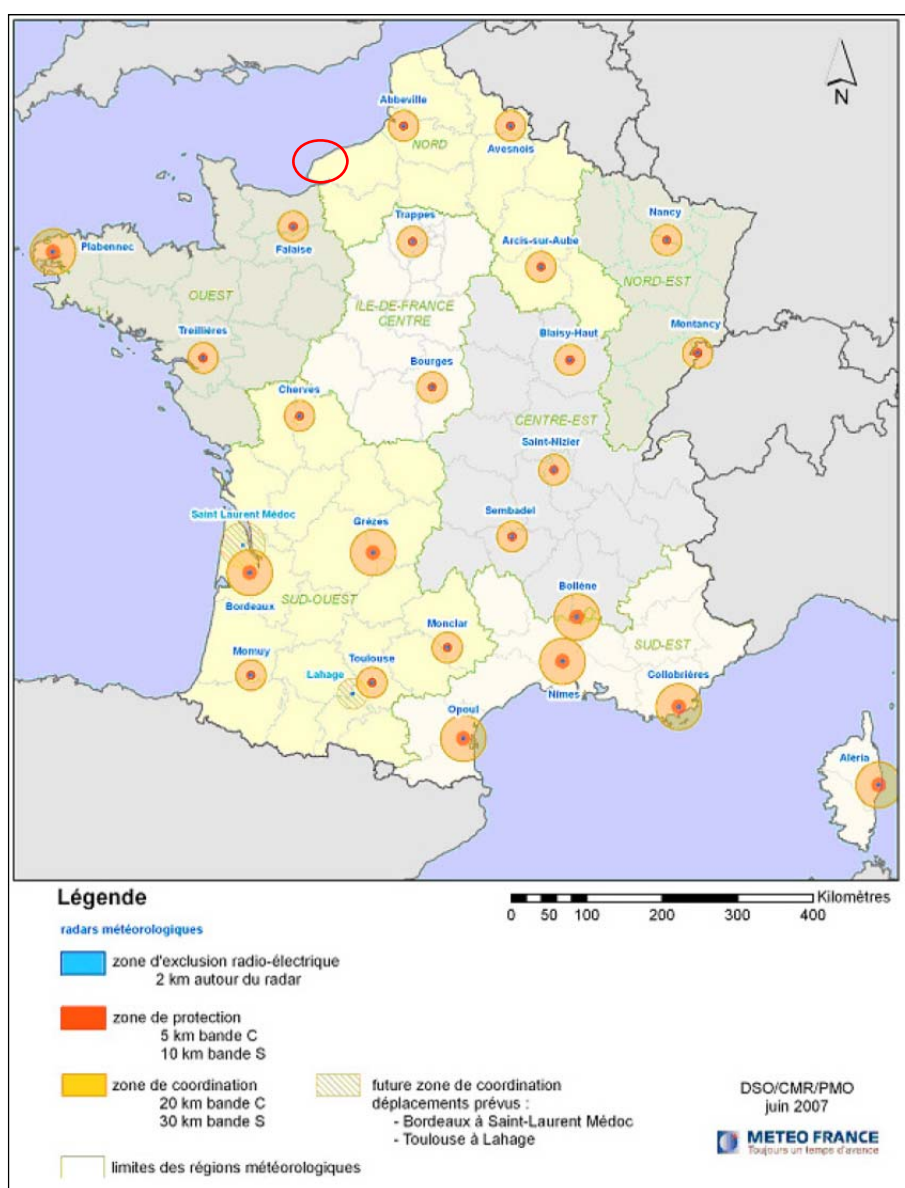 N
Abbeville
NORD
Avesnois
Trappes
Nancy
Plabennec
Falaise
Arcis-sur-Aube
NORD-EST
OUEST
ILE-DE-FRANCE
CENTRE
Treillières
Blaisy-Haut
Montancy
Bourges
Cherves
CENTRE-EST
Saint-Nizier
Saint Laurent Médoc
Grèzes
Sembadel
Bordeaux
SUD-OUEST
Bollène
Monclar
SUD-EST
Momuy
Toulouse
Lahage
Nîmes
Collobrières
Opoul
Aleria
Légende
Kilomètres
0 50 100 200 300 400
radars météorologiques
zone d'exclusion radio-électrique
2 km autour du radar
zone de protection
5 km bande C
10 km bande S
zone de coordination
20 km bande C
30 km bande S
future zone de coordination
déplacements prévus :
- Bordeaux à Saint-Laurent Médoc
- Toulouse à Lahage
limites des régions météorologiques
DSO/CMR/PMO
juin 2007
METEO FRANCE
Toujours un temps d'avance